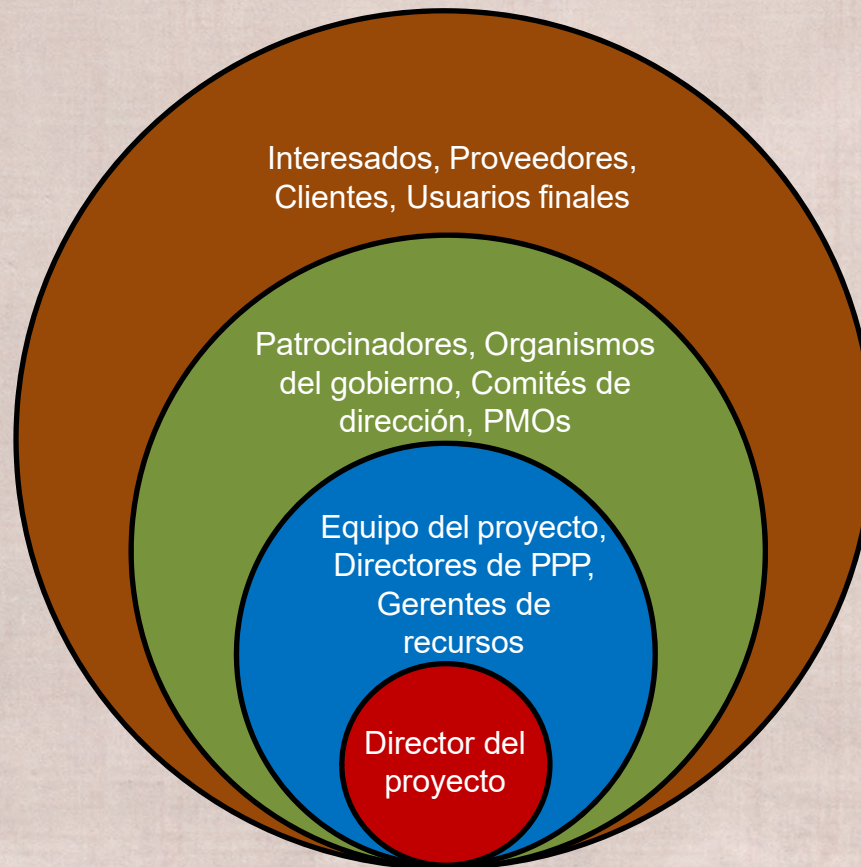 Interesados, Proveedores,
Clientes, Usuarios finales
Patrocinadores, Organismos
del gobierno, Comités de
dirección, PMOs
Equipo del proyecto,
Directores de PPP,
Gerentes de
recursos
Director del
proyecto